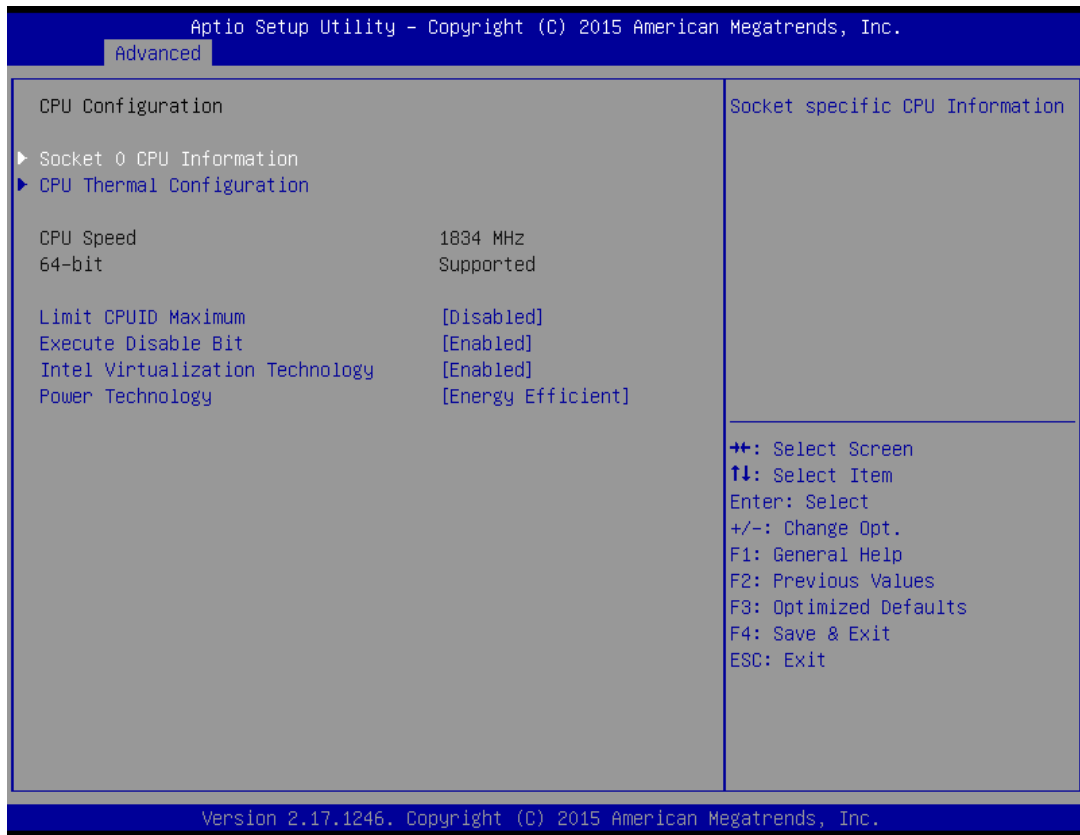 Aptio Setup Utility – Copyright (C) 2015 American Megatrends, Inc.
Advanced
CPU Configuration
Socket 0 CPU Information
CPU Thermal Configuration
CPU Speed 1834 MHz
64-bit Supported
Limit CPUID Maximum [Disabled]
Execute Disable Bit [Enabled]
Intel Virtualization Technology [Enabled]
Power Technology [Energy Efficient]
Socket specific CPU Information
→←: Select Screen
↑↓: Select Item
Enter: Select
+/-: Change Opt.
F1: General Help
F2: Previous Values
F3: Optimized Defaults
F4: Save & Exit
ESC: Exit
Version 2.17.1246. Copyright (C) 2015 American Megatrends, Inc.